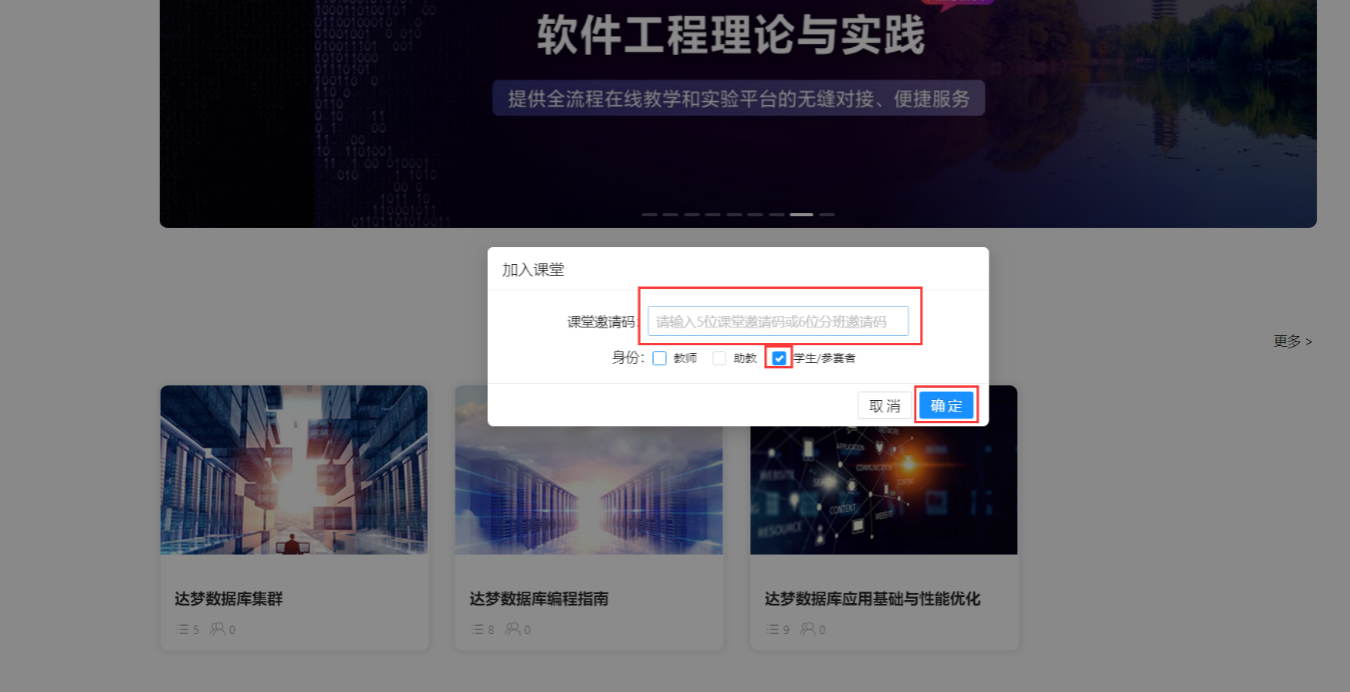 软件工程理论与实践
提供全流程在线教学和实验平台的无缝对接、便捷服务
加入课堂
课堂邀请码:
请输入5位课堂邀请码或6位分班邀请码
身份: 教师 助教 学生/参赛者
取消 确定
更多 >
APPLICATION
COMMUNICATION
WEBSITE
CONTENT
RESOURCE
达梦数据库集群
5 0
达梦数据库编程指南
8 0
达梦数据库应用基础与性能优化
9 0